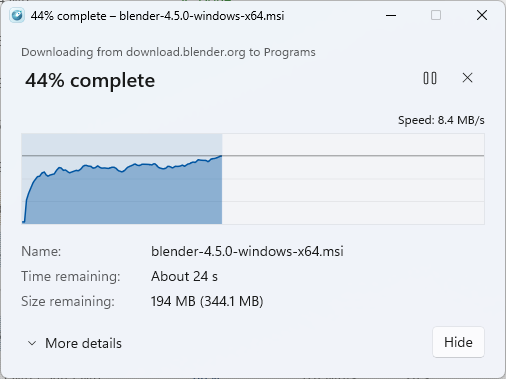 44% complete – blender-4.5.0-windows-x64.msi
Downloading from download.blender.org to Programs
44% complete
Speed: 8.4 MB/s
Name: blender-4.5.0-windows-x64.msi
Time remaining: About 24 s
Size remaining: 194 MB (344.1 MB)
More details
Hide